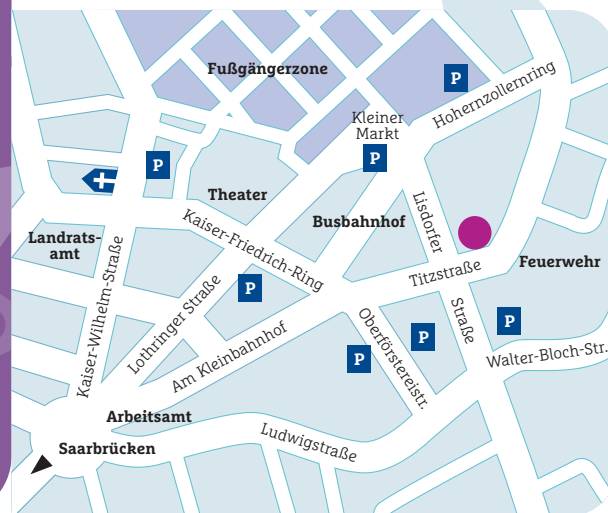 Fußgängerzone
P
Hohernzollernring
Kleiner
Markt
P
P
Theater
Lisdorfer
Busbahnhof
Kaiser-Friedrich-Ring
Landrats-
amt
Kaiser-Wilhelm-Straße
Lothringer Straße
P
Titzstraße
Feuerwehr
Straße
P
P
Oberförstereistr.
P
Walter-Bloch-Str.
Am Kleinbahnhof
Arbeitsamt
Ludwigstraße
Saarbrücken